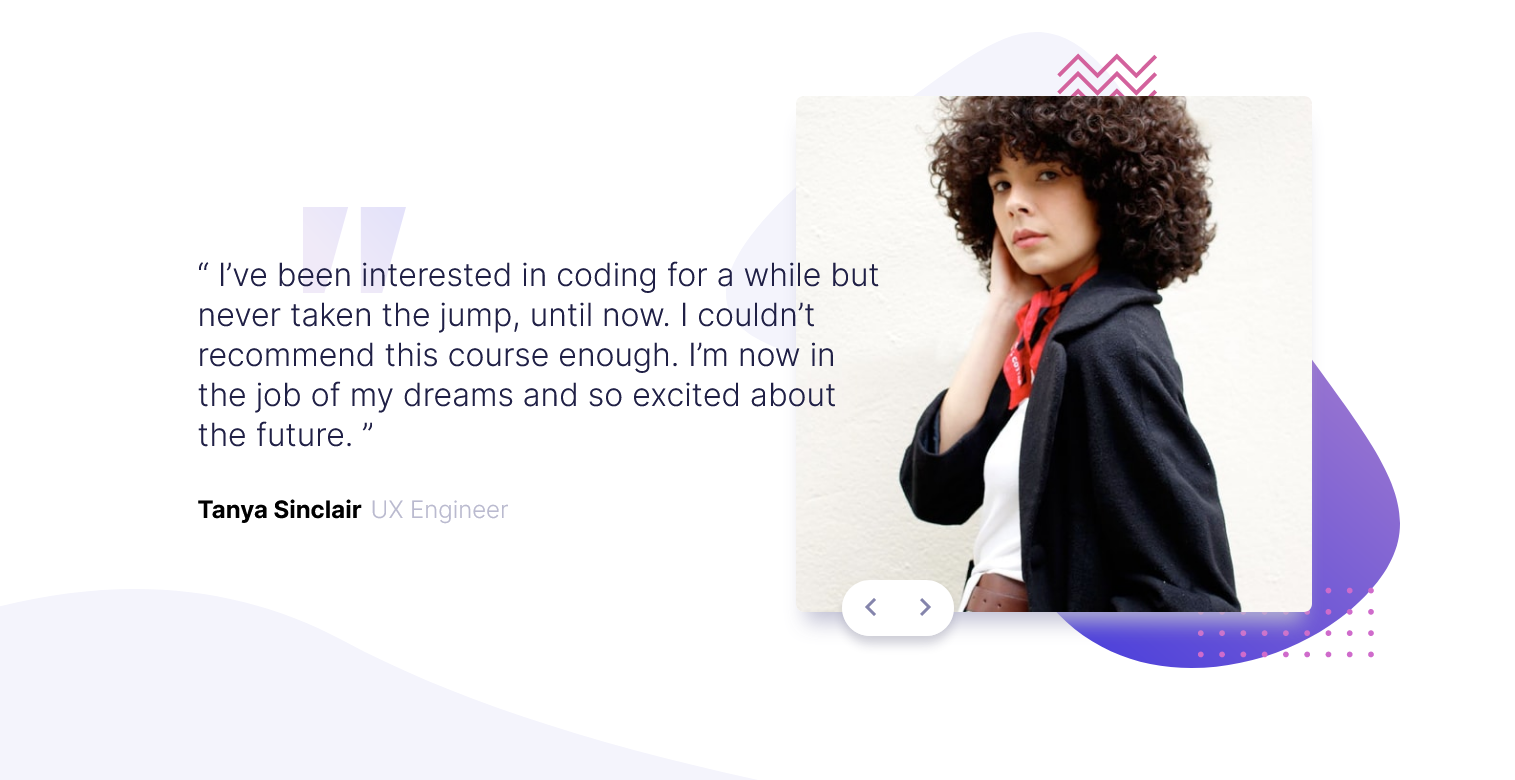 “ I’ve been interested in coding for a while but
never taken the jump, until now. I couldn’t
recommend this course enough. I’m now in
the job of my dreams and so excited about
the future. ”
Tanya Sinclair UX Engineer